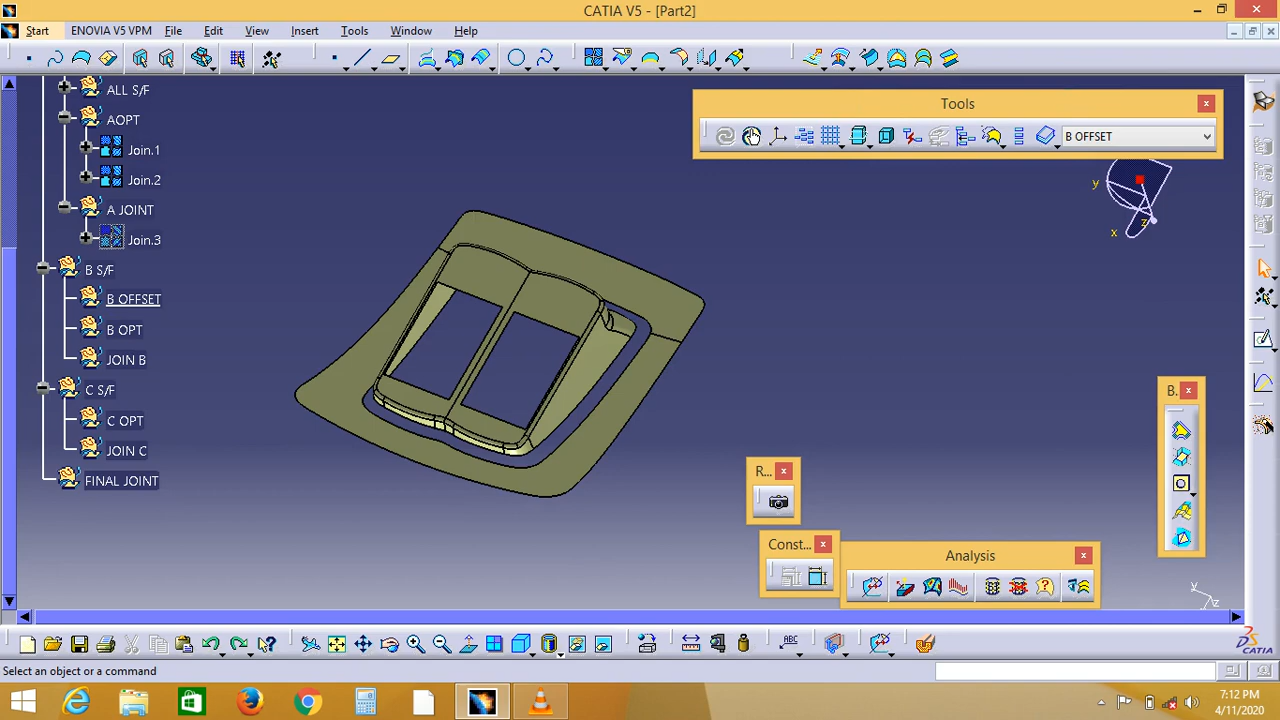 CATIA V5 - [Part2]
Start ENOVIA V5 VPM File Edit View Insert Tools Window Help
Tools
B OFFSET
ALL S/F
AOPT
Join.1
Join.2
A JOINT
Join.3
B S/F
B OFFSET
B OPT
JOIN B
C S/F
C OPT
JOIN C
FINAL JOINT
y
z
x
B.
R...
Const...
Analysis
y
z
ABC
CATIA
Select an object or a command
7:12 PM
4/11/2020